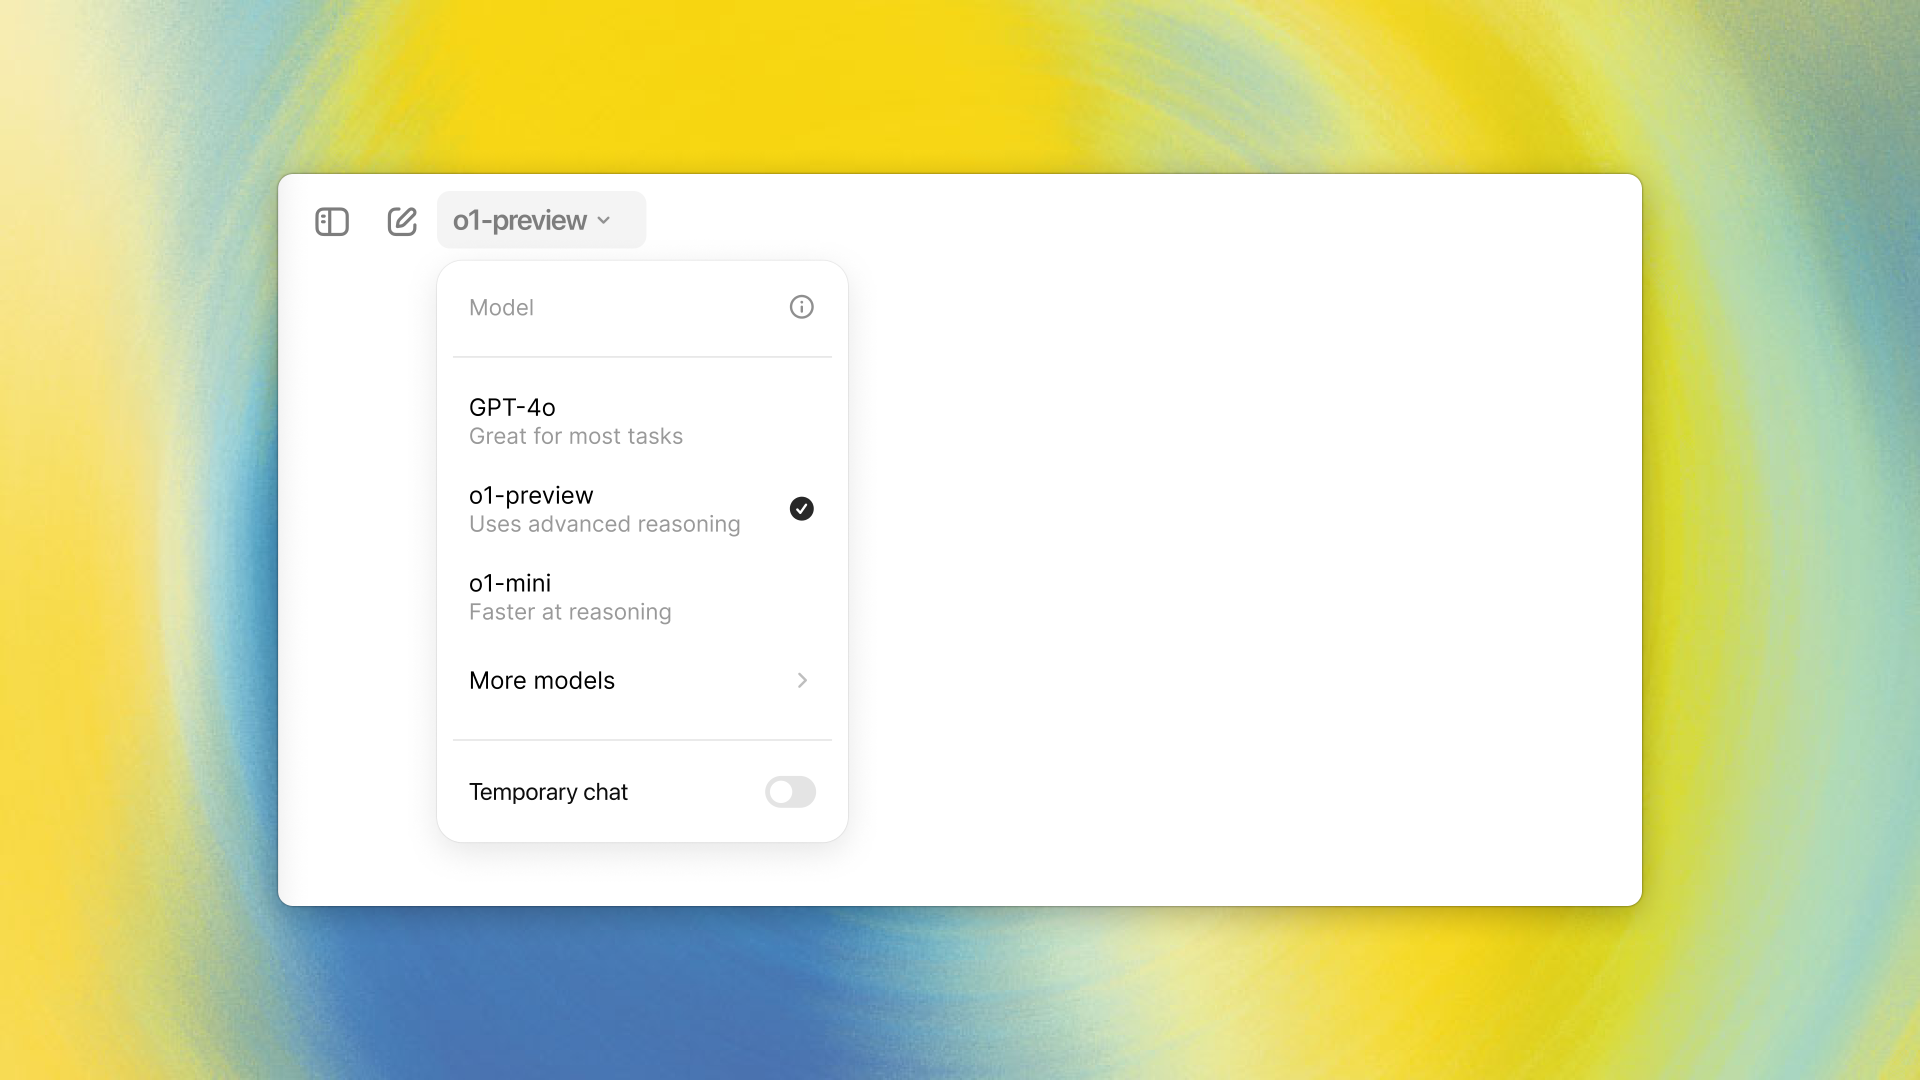 o1-preview
Model
GPT-4o
Great for most tasks
o1-preview
Uses advanced reasoning
o1-mini
Faster at reasoning
More models
Temporary chat